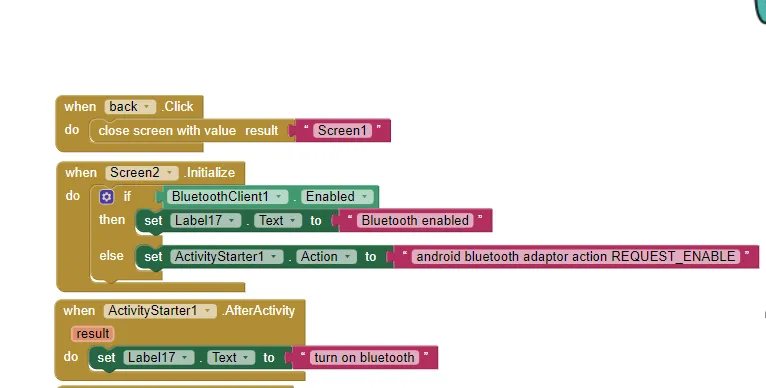 when back .Click
do close screen with value result " Screen1 "
when Screen2 .Initialize
do if BluetoothClient1 . Enabled
then set Label17 . Text to " Bluetooth enabled "
else set ActivityStarter1 . Action to " android bluetooth adaptor action REQUEST_ENABLE "
when ActivityStarter1 .AfterActivity
result
do set Label17 . Text to " turn on bluetooth "